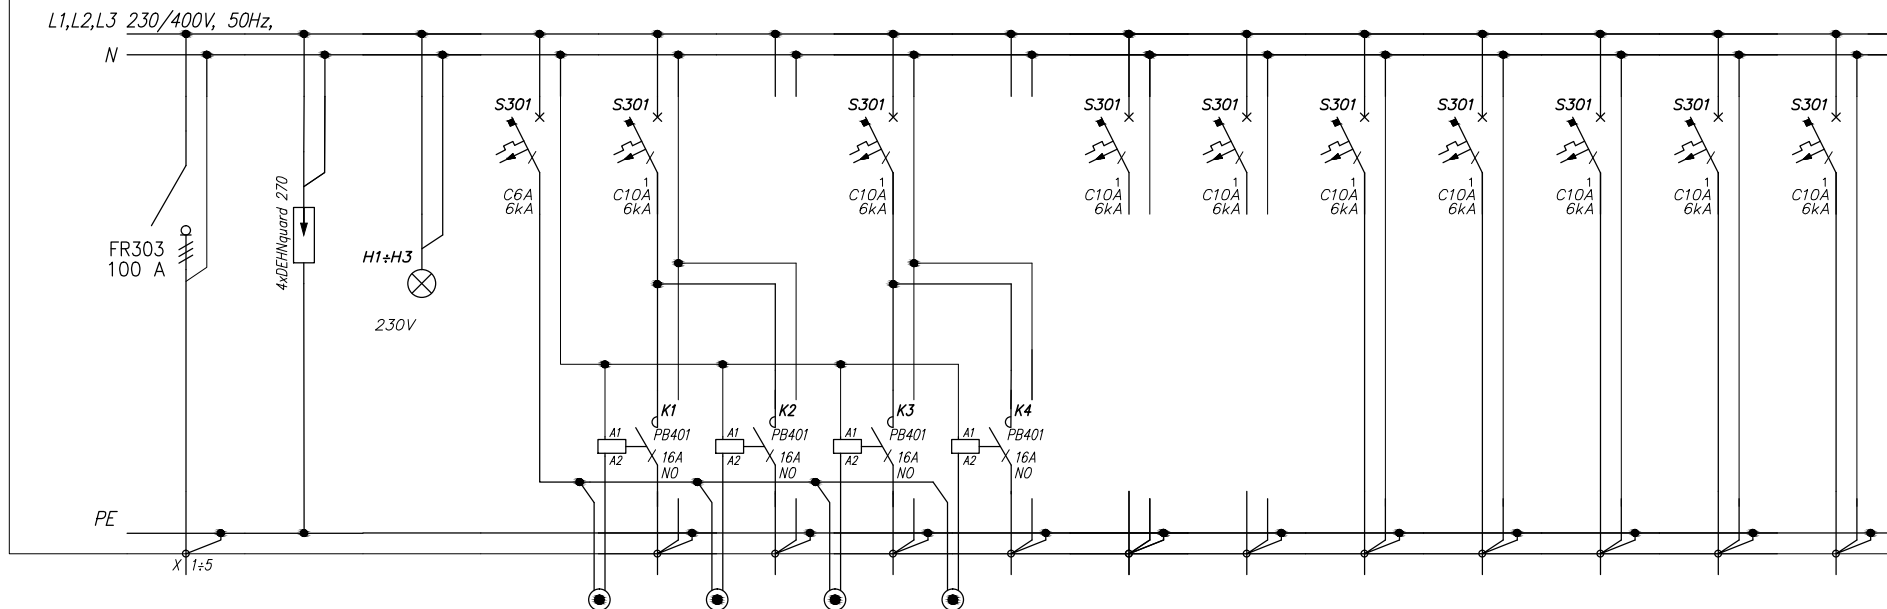 L1,L2,L3 230/400V, 50Hz,
N
S301 S301 S301 S301 S301 S301 S301 S301 S301 S301
C6A
6kA
1
C10A
6kA
1
C10A
6kA
1
C10A
6kA
1
C10A
6kA
1
C10A
6kA
1
C10A
6kA
1
C10A
6kA
1
C10A
6kA
1
C10A
6kA
FR303
100 A
4xDEHNquard 270
H1÷H3
230V
K1
PB401
A1
A2
16A
NO
K2
PB401
A1
A2
16A
NO
K3
PB401
A1
A2
16A
NO
K4
PB401
A1
A2
16A
NO
PE
X 1÷5